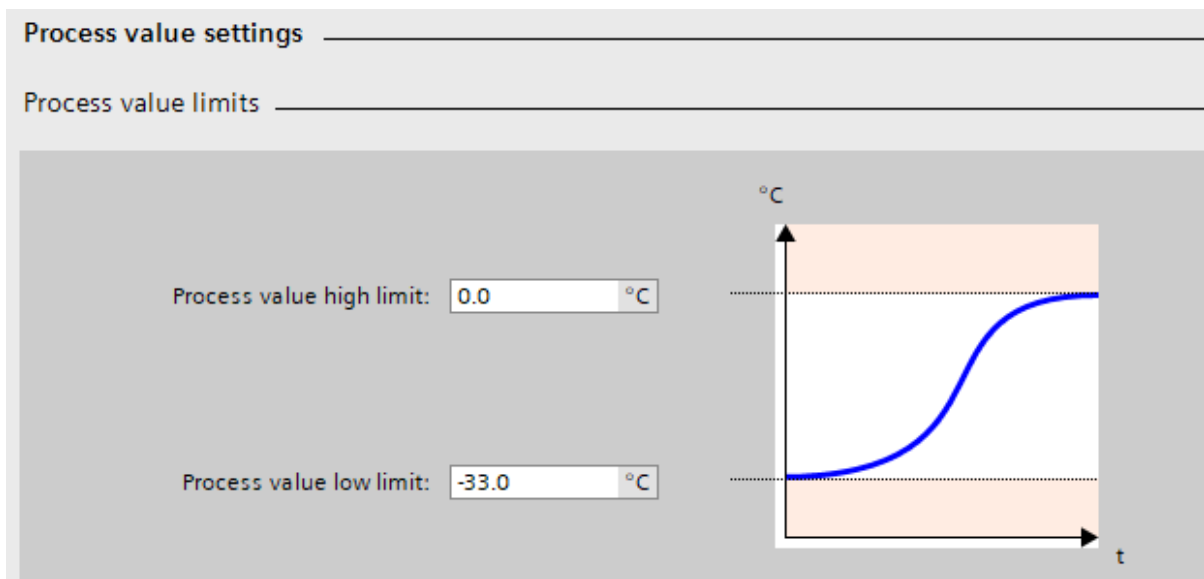 Process value settings
Process value limits
°C
Process value high limit: 0.0 °C
Process value low limit: -33.0 °C
t